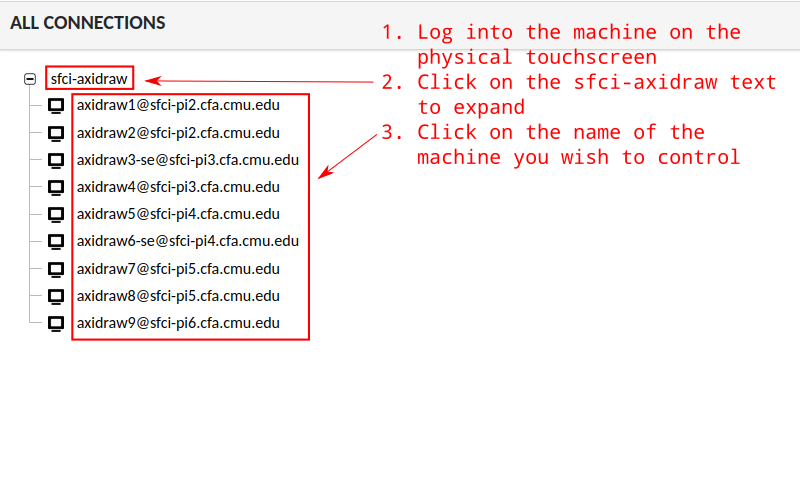 ALL CONNECTIONS
1. Log into the machine on the
physical touchscreen
2. Click on the sfci-axidraw text
to expand
3. Click on the name of the
machine you wish to control
sfci-axidraw
axidraw1@sfci-pi2.cfa.cmu.edu
axidraw2@sfci-pi2.cfa.cmu.edu
axidraw3-se@sfci-pi3.cfa.cmu.edu
axidraw4@sfci-pi3.cfa.cmu.edu
axidraw5@sfci-pi4.cfa.cmu.edu
axidraw6-se@sfci-pi4.cfa.cmu.edu
axidraw7@sfci-pi5.cfa.cmu.edu
axidraw8@sfci-pi5.cfa.cmu.edu
axidraw9@sfci-pi6.cfa.cmu.edu